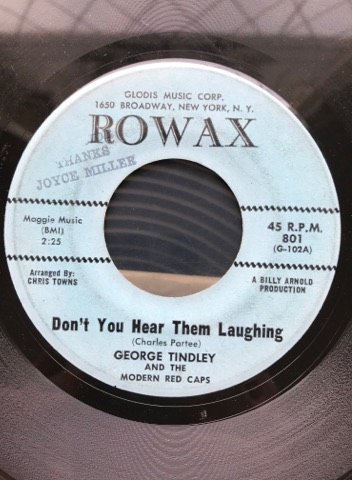 GLODIS MUSIC CORP.
1650 BROADWAY, NEW YORK, N. Y.
ROWAX
THANKS
JOYCE MILLER
Maggie Music
(BMI)
2:25
45 R.P.M.
801
(G-102A)
Arranged By:
CHRIS TOWNS
A BILLY ARNOLD
PRODUCTION
Don't You Hear Them Laughing
(Charles Partee)
GEORGE TINDLEY
AND THE
MODERN RED CAPS